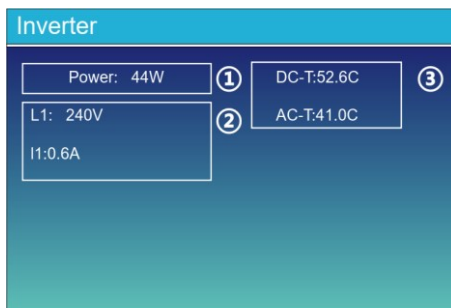 Inverter
Power: 44W
①
L1: 240V
②
I1:0.6A
DC-T:52.6C
③
AC-T:41.0C